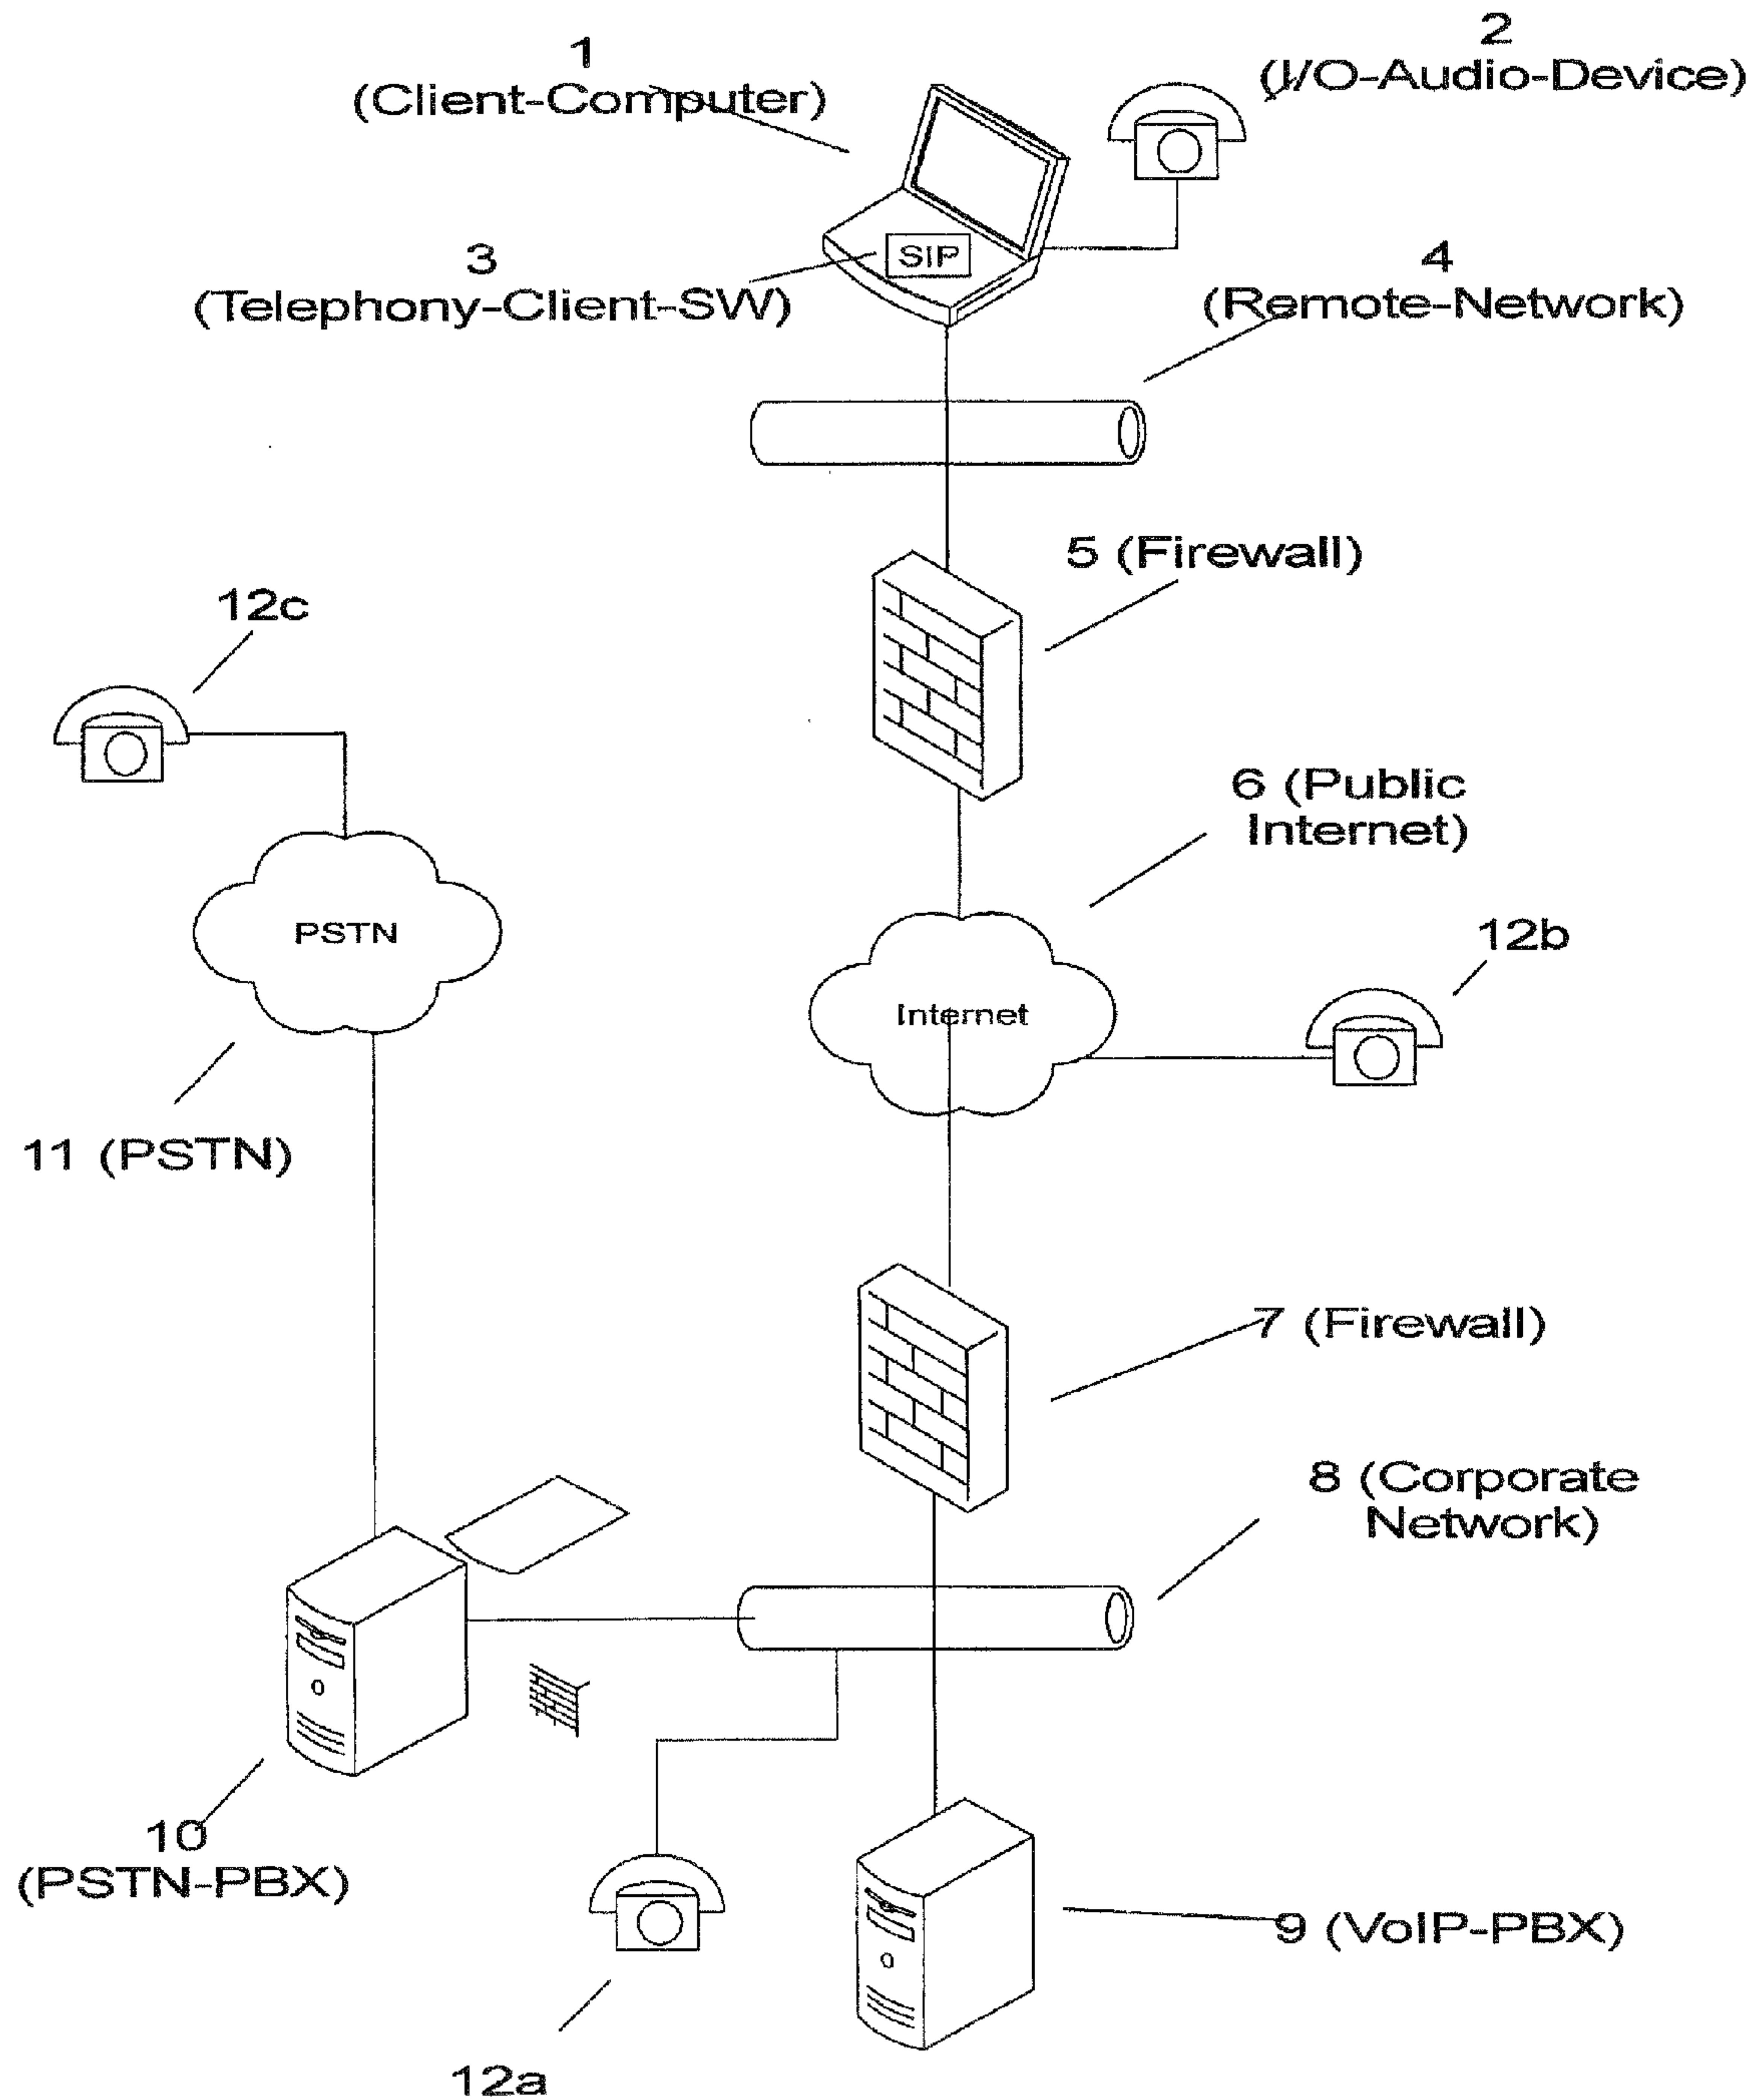 1
(Client-Computer)
2
(I/O-Audio-Device)
3
(Telephony-Client-SW)
SIP
4
(Remote-Network)
5 (Firewall)
12c
6 (Public
Internet)
PSTN
12b
Internet
11 (PSTN)
7 (Firewall)
8 (Corporate
Network)
10
(PSTN-PBX)
9 (VoIP-PBX)
12a